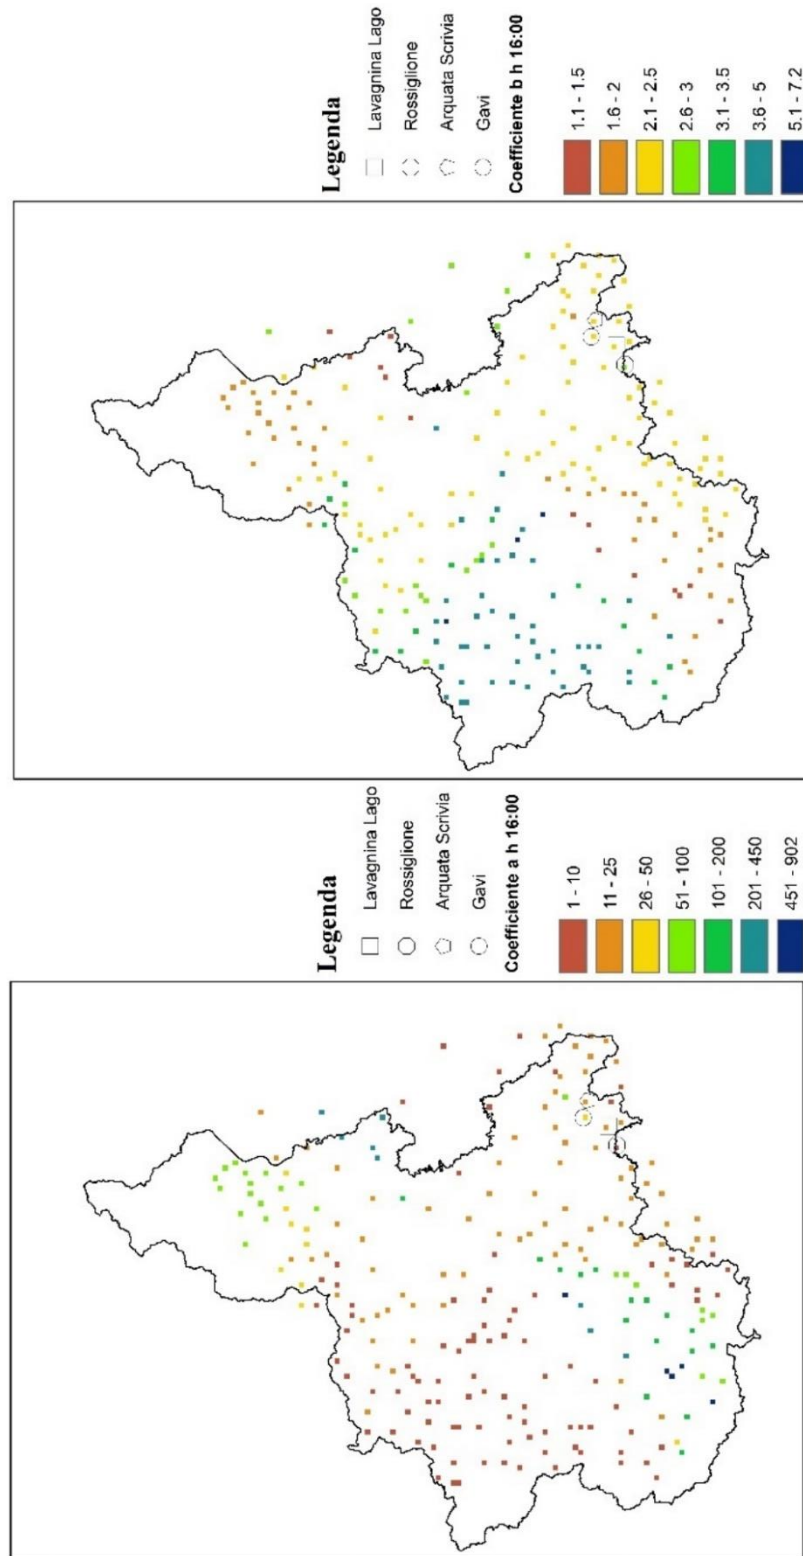 Legenda
Lavagnina Lago
Rossiglione
Arquata Scrivia
Gavi
Coefficiente a h 16:00
1 - 10
11 - 25
26 - 50
51 - 100
101 - 200
201 - 450
451 - 902
Legenda
Lavagnina Lago
Rossiglione
Arquata Scrivia
Gavi
Coefficiente b h 16:00
1.1 - 1.5
1.6 - 2
2.1 - 2.5
2.6 - 3
3.1 - 3.5
3.6 - 5
5.1 - 7.2